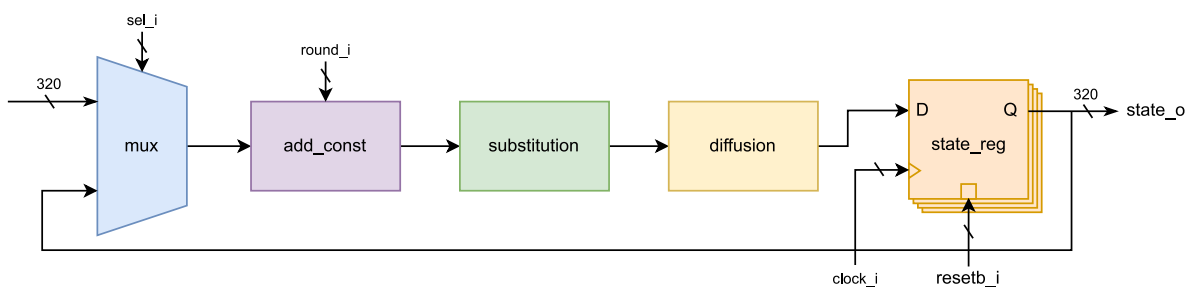 sel_i
round_i
320
mux
add_const
substitution
diffusion
D
Q
state_reg
320
state_o
clock_i
resetb_i